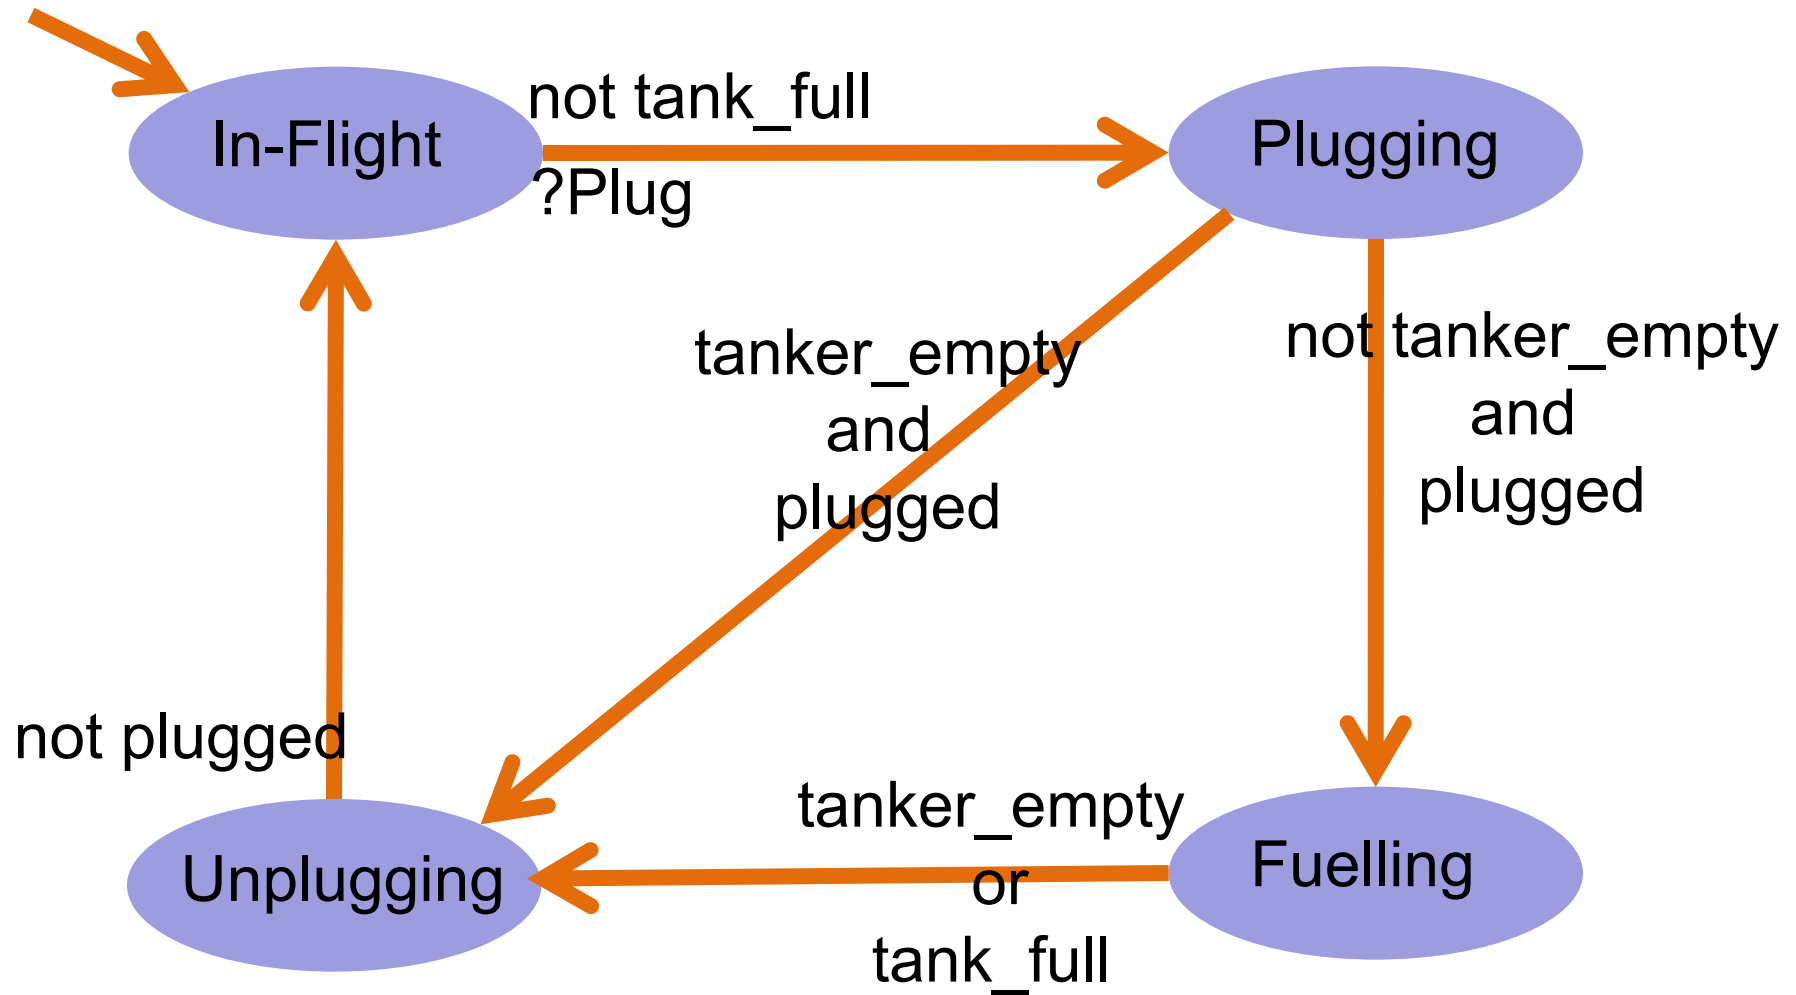 In-Flight
not tank_full
?Plug
Plugging
tanker_empty
and
plugged
not tanker_empty
and
plugged
not plugged
Unplugging
tanker_empty
or
tank_full
Fuelling